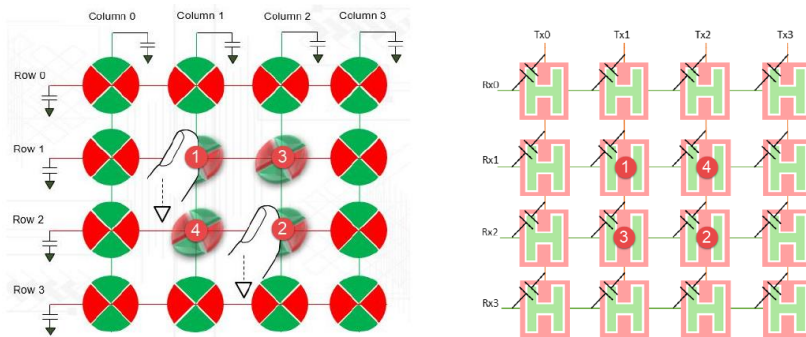 Column 0 Column 1 Column 2 Column 3
Row 0
Row 1
1 3
Row 2
4 2
Row 3
Tx0 Tx1 Tx2 Tx3
Rx0
Rx1
1 4
Rx2
3 2
Rx3